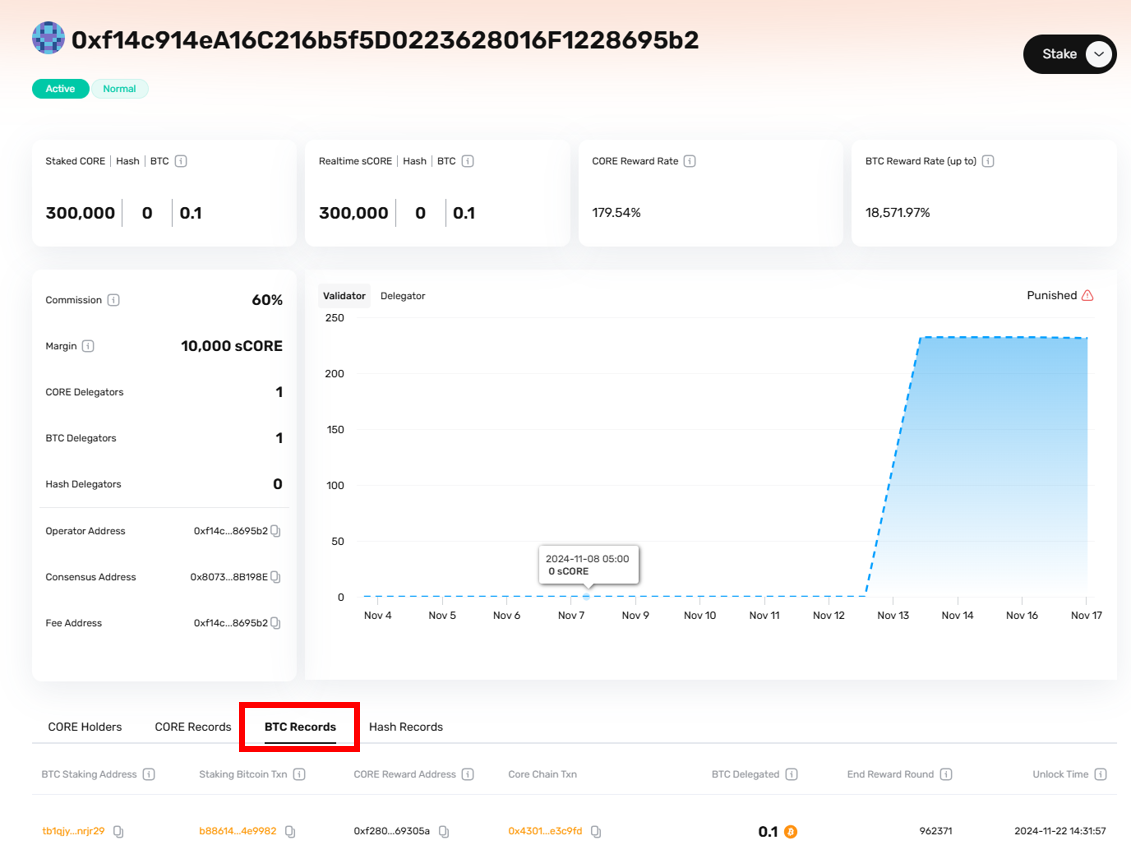 0xf14c914eA16C216b5f5D0223628016F1228695b2
Stake
Active Normal
Staked CORE | Hash | BTC
300,000 | 0 | 0.1
Realtime sCORE | Hash | BTC
300,000 | 0 | 0.1
CORE Reward Rate
179.54%
BTC Reward Rate (up to)
18,571.97%
Commission 60%
Margin 10,000 sCORE
CORE Delegators 1
BTC Delegators 1
Hash Delegators 0
Operator Address 0xf14c...8695b2
Consensus Address 0x8073...8B198E
Fee Address 0xf14c...8695b2
Validator Delegator Punished
250
200
150
100
50
0
2024-11-08 05:00
0 sCORE
Nov 4 Nov 5 Nov 6 Nov 7 Nov 9 Nov 10 Nov 11 Nov 12 Nov 13 Nov 14 Nov 16 Nov 17
CORE Holders CORE Records BTC Records Hash Records
BTC Staking Address Staking Bitcoin Txn CORE Reward Address Core Chain Txn BTC Delegated End Reward Round Unlock Time
tb1qjy...nrjr29 b88614...4e9982 0xf280...69305a 0x4301...e3c9fd 0.1 962371 2024-11-22 14:31:57